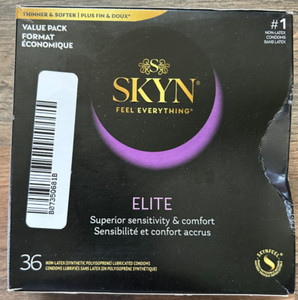 THINNER & SOFTER | PLUS FIN & DOUX*
VALUE PACK
FORMAT
ÉCONOMIQUE
#1
NON-LATEX
CONDOMS
SANS LATEX
S
SKYN®
FEEL EVERYTHING®
B07350681B
ELITE
Superior sensitivity & comfort
Sensibilité et confort accrus
36
NON-LATEX (SYNTHETIC POLYISOPRENE) LUBRICATED CONDOMS
CONDOMS LUBRIFIÉS SANS LATEX (EN POLYISOPRÈNE SYNTHÉTIQUE)
SKYNFEEL